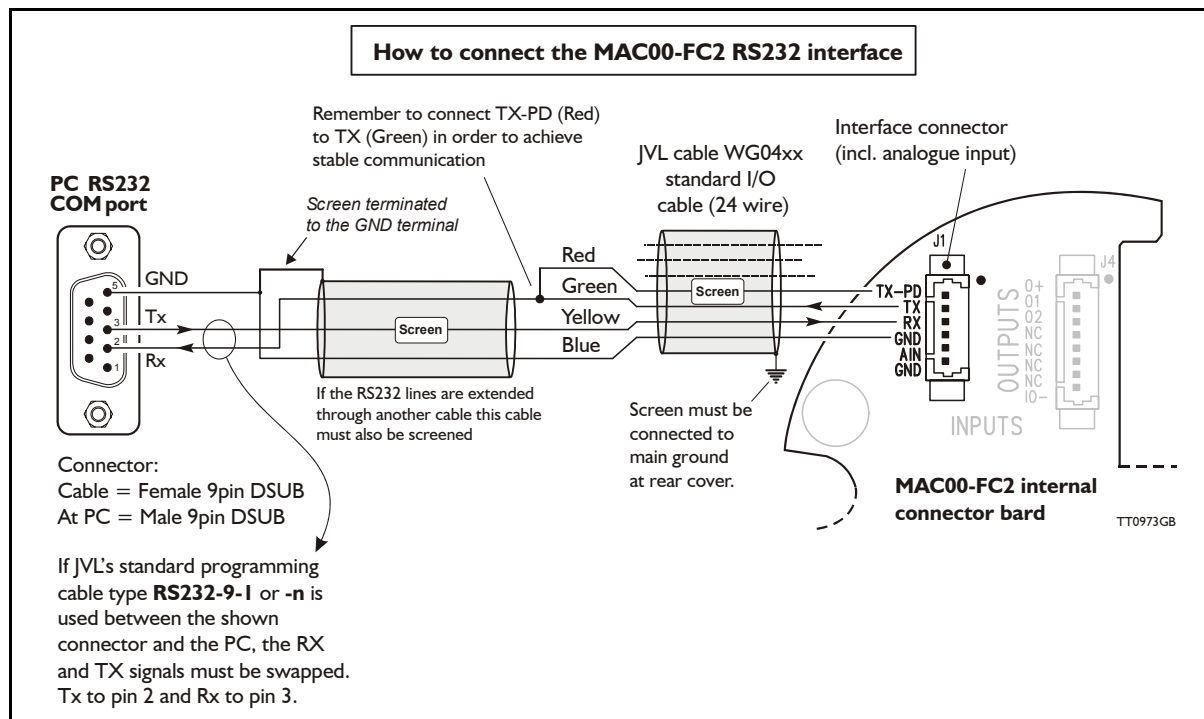 How to connect the MAC00-FC2 RS232 interface
Remember to connect TX-PD (Red)
to TX (Green) in order to achieve
stable communication
Interface connector
(incl. analogue input)
JVL cable WG04xx
standard I/O
cable (24 wire)
PC RS232
COM port
Screen terminated
to the GND terminal
J1
J4
Red
Green
Yellow
Blue
Screen
Screen
GND
Tx
Rx
5
3
2
1
TX-PD
TX
RX
GND
AIN
GND
OUTPUTS
O+
O1
O2
NC
NC
NC
NC
IO-
INPUTS
If the RS232 lines are extended
through another cable this cable
must also be screened
Screen must be
connected to
main ground
at rear cover.
Connector:
Cable = Female 9pin DSUB
At PC = Male 9pin DSUB
MAC00-FC2 internal
connector bard
TT0973GB
If JVL's standard programming
cable type RS232-9-1 or -n is
used between the shown
connector and the PC, the RX
and TX signals must be swapped.
Tx to pin 2 and Rx to pin 3.